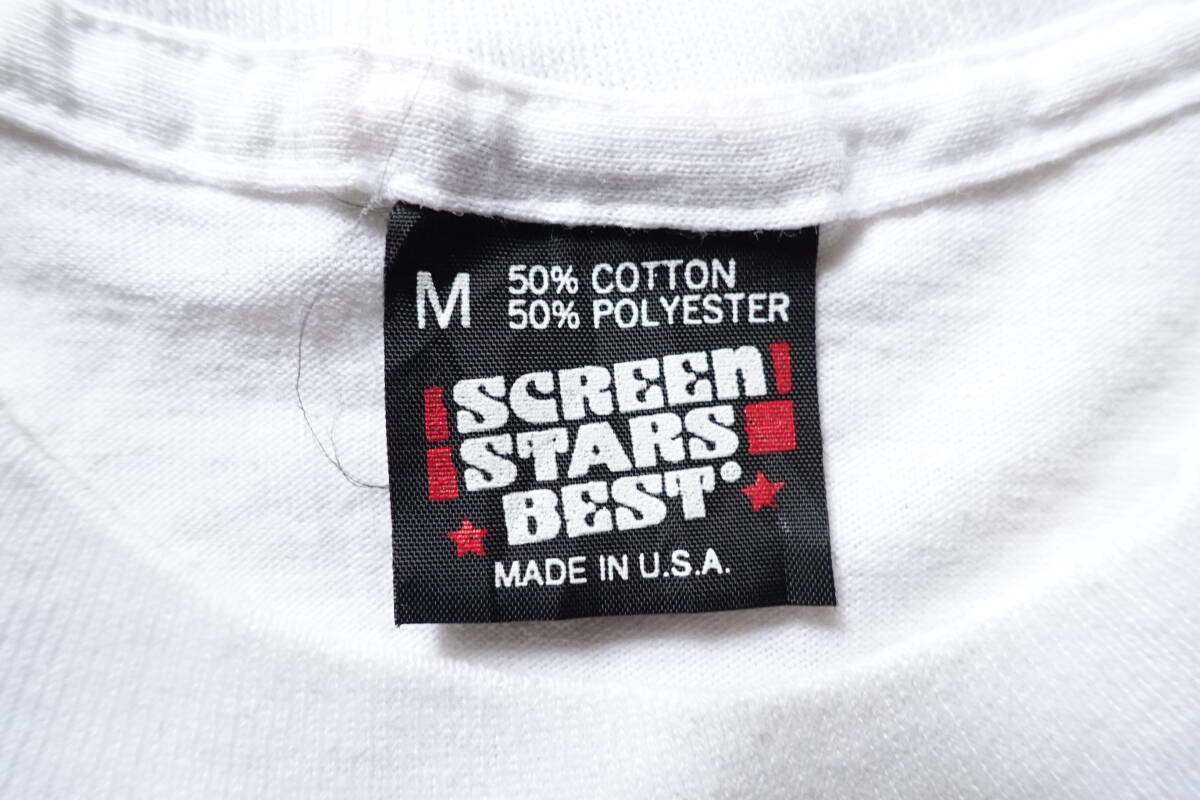 M
50% COTTON
50% POLYESTER
SCREEN
STARS
BEST®
MADE IN U.S.A.